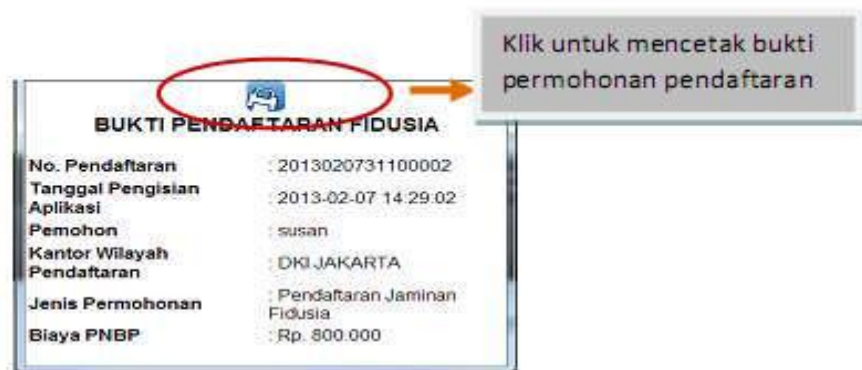 Klik untuk mencetak bukti
permohonan pendaftaran
BUKTI PENDAFTARAN FIDUSIA
No. Pendaftaran : 2013020731100002
Tanggal Pengisian
Aplikasi : 2013-02-07 14:29:02
Pemohon : susan
Kantor Wilayah
Pendaftaran : DKI JAKARTA
Jenis Permohonan : Pendaftaran Jaminan
Fidusia
Biaya PNBP : Rp. 800.000